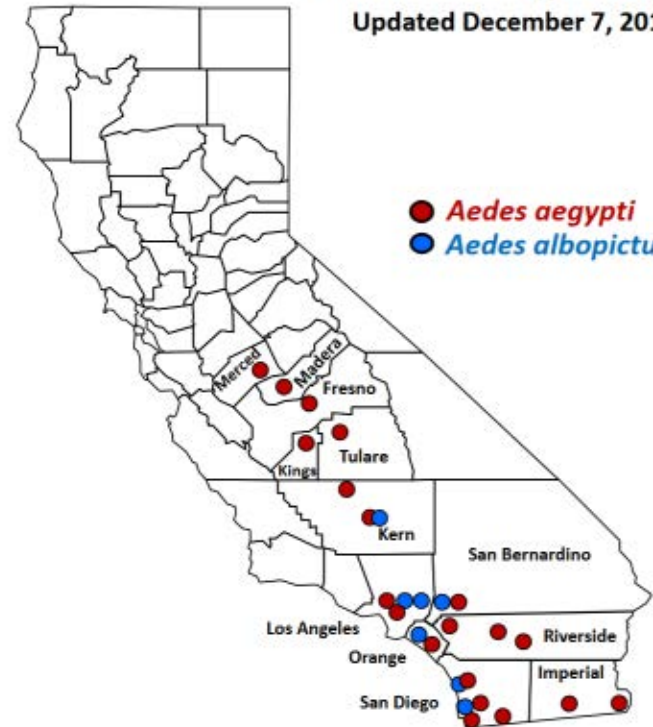 Updated December 7, 201
Aedes aegypti
Aedes albopictu
Merced
Madera
Fresno
Kings
Tulare
Kern
San Bernardino
Los Angeles
Orange
Riverside
San Diego
Imperial